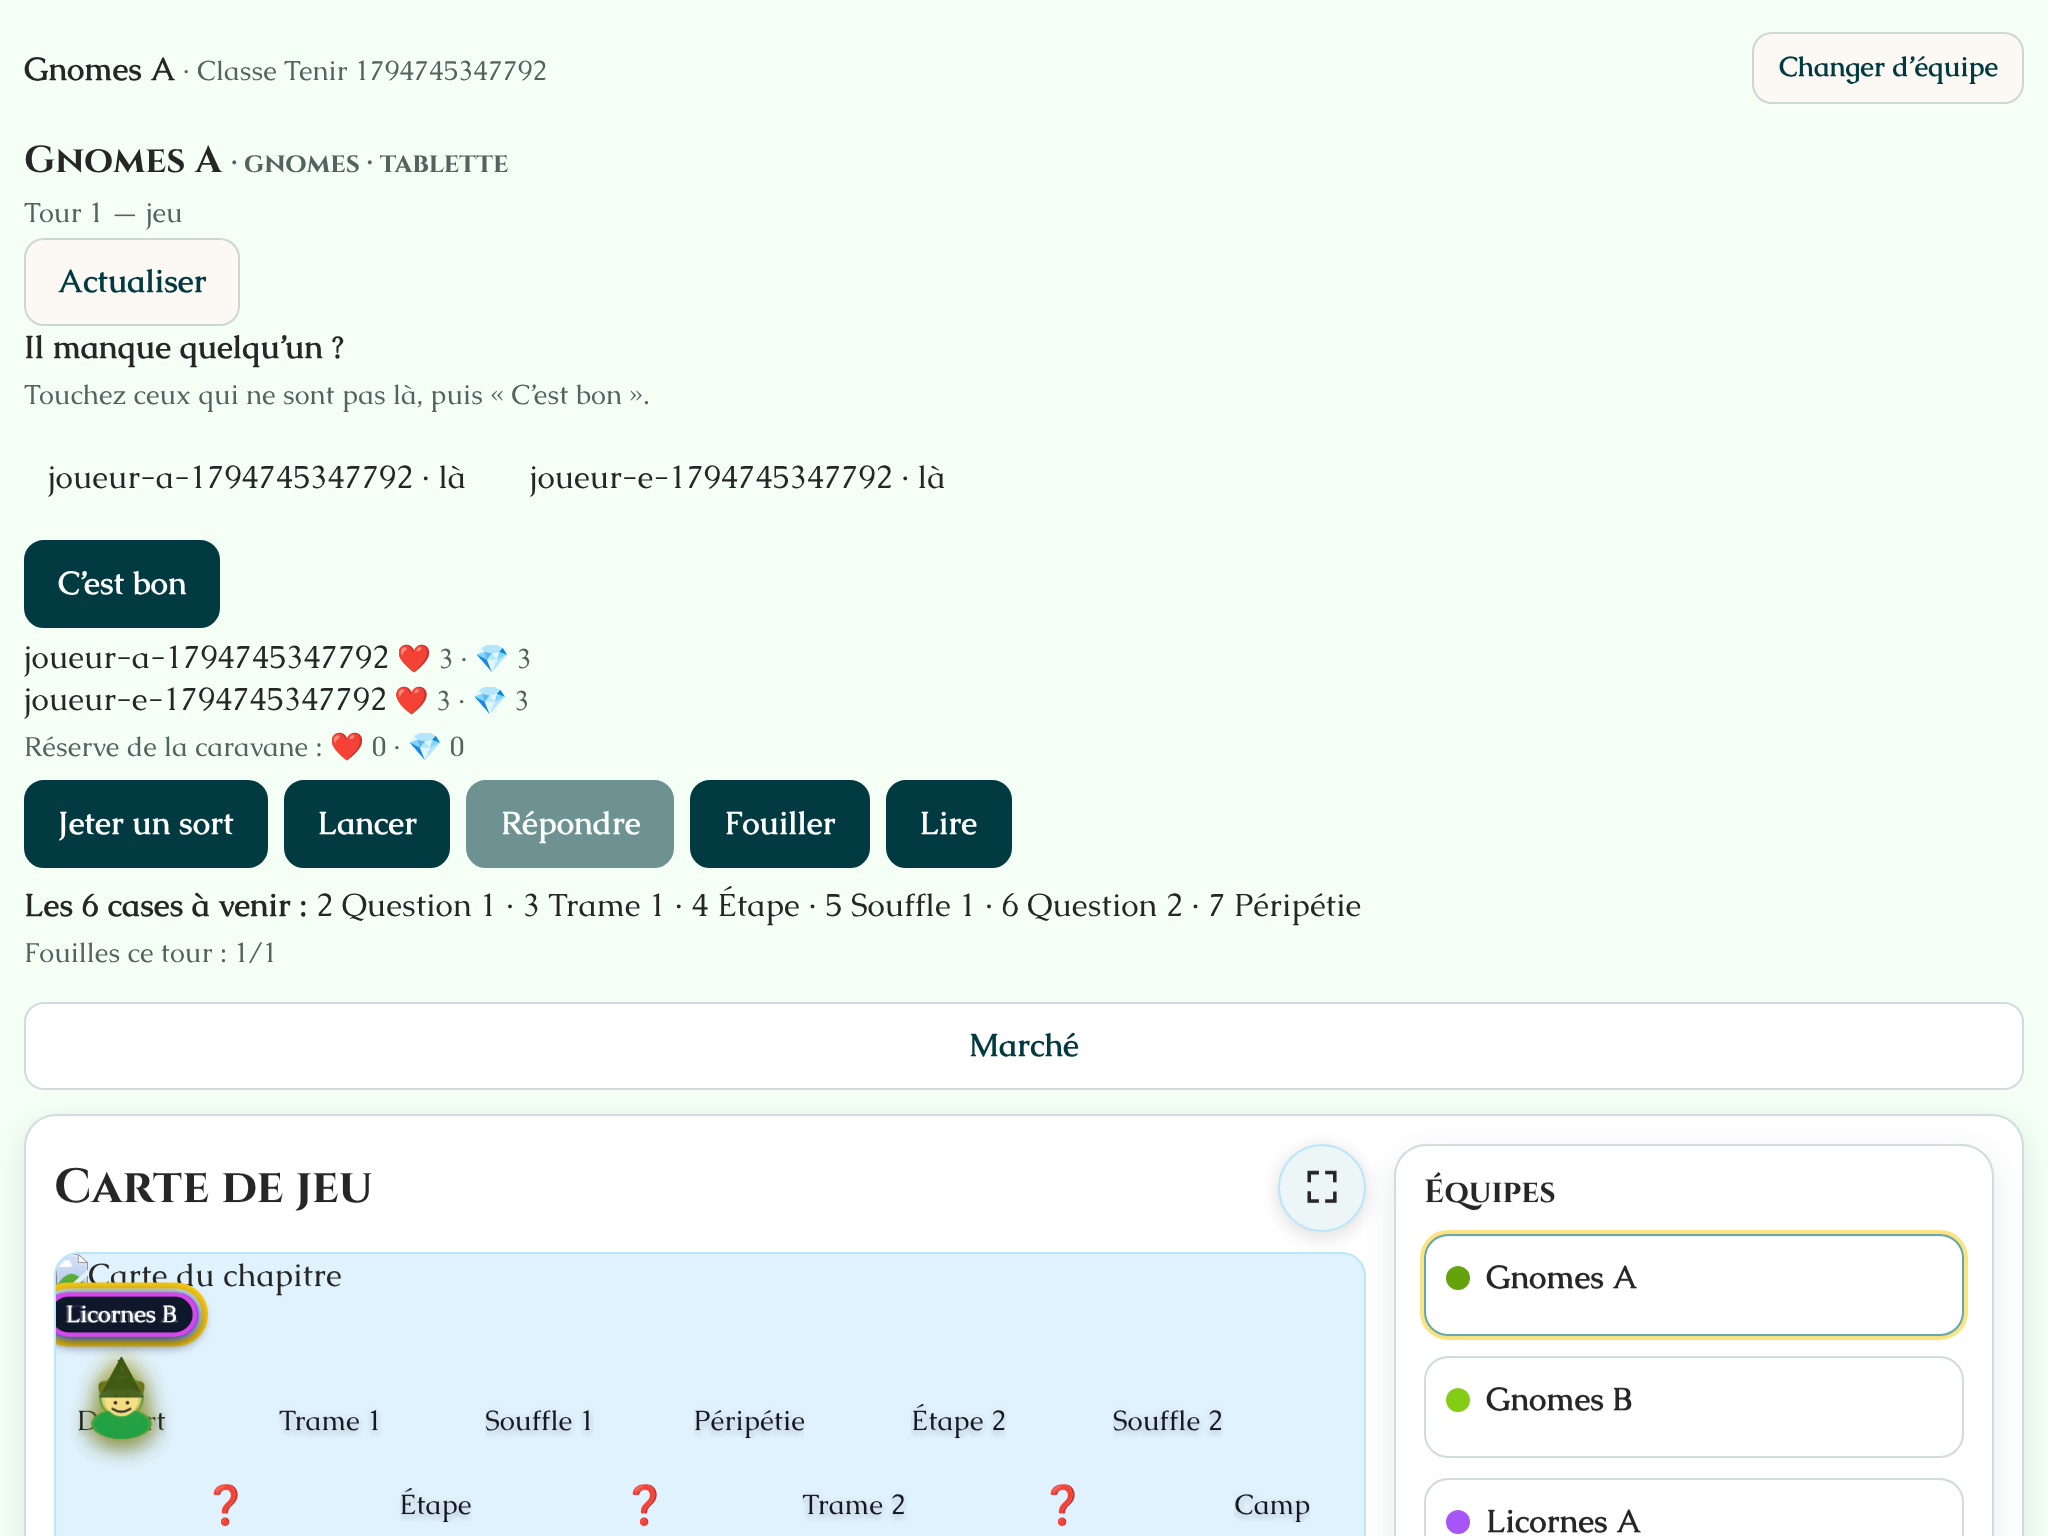 Gnomes A · Classe Tenir 1794745347792
Changer d’équipe
Gnomes A · gnomes · tablette
Tour 1 — jeu
Actualiser
Il manque quelqu’un ?
Touchez ceux qui ne sont pas là, puis « C’est bon ».
joueur-a-1794745347792 · là
joueur-e-1794745347792 · là
C’est bon
joueur-a-1794745347792 ❤️ 3 · 💎 3
joueur-e-1794745347792 ❤️ 3 · 💎 3
Réserve de la caravane : ❤️ 0 · 💎 0
Jeter un sort
Lancer
Répondre
Fouiller
Lire
Les 6 cases à venir : 2 Question 1 · 3 Trame 1 · 4 Étape · 5 Souffle 1 · 6 Question 2 · 7 Péripétie
Fouilles ce tour : 1/1
Marché
Carte de jeu
Carte du chapitre
Licornes B
Trame 1
Souffle 1
Péripétie
Étape 2
Souffle 2
❓
Étape
❓
Trame 2
❓
Camp
Équipes
Gnomes A
Gnomes B
Licornes A